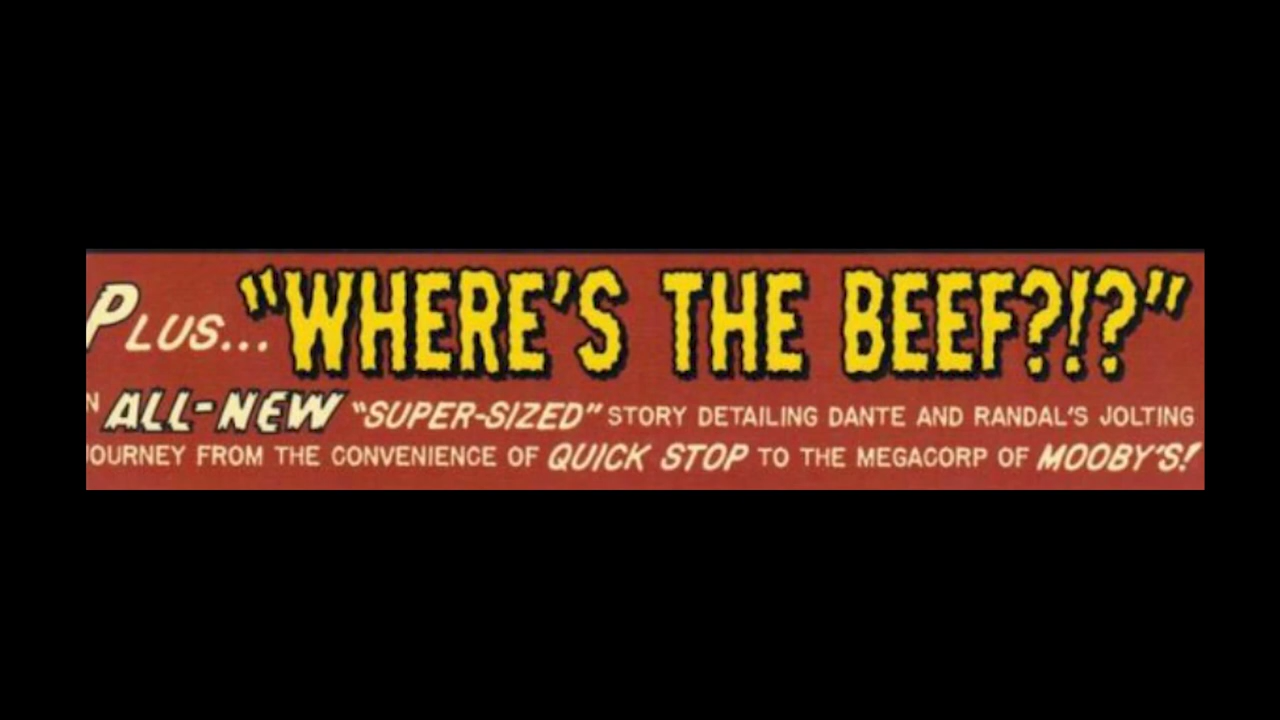 PLUS... "WHERE'S THE BEEF?!?"
N ALL-NEW "SUPER-SIZED" STORY DETAILING DANTE AND RANDAL'S JOLTING
JOURNEY FROM THE CONVENIENCE OF QUICK STOP TO THE MEGACORP OF MOOBY'S!